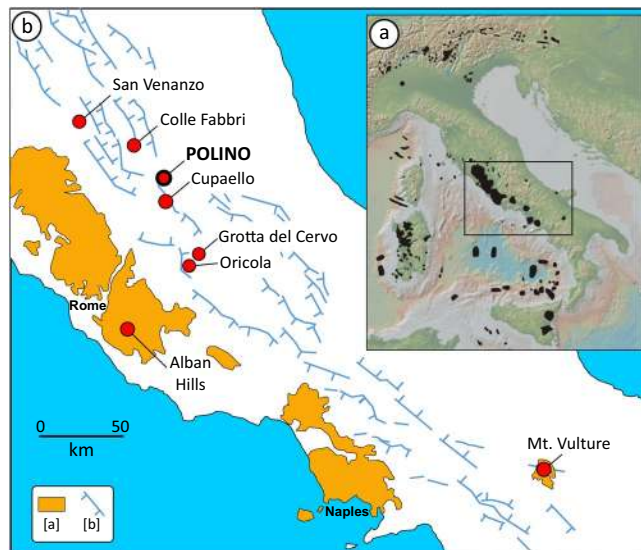 b
a
San Venanzo
Colle Fabbri
POLINO
Cupaello
Grotta del Cervo
Oricola
Rome
Alban
Hills
0 50
km
Mt. Vulture
Naples
[a] [b]